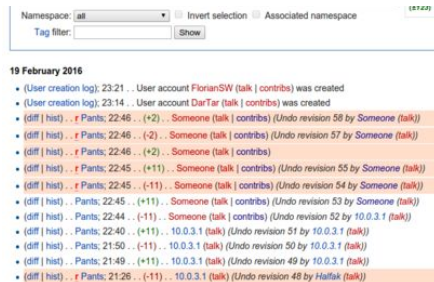 (±123)
Namespace: all Invert selection Associated namespace
Tag filter: Show
19 February 2016
(User creation log); 23:21 . . User account FlorianSW (talk | contribs) was created
(User creation log); 23:14 . . User account DarTar (talk | contribs) was created
(diff | hist) . . r Pants; 22:46 . . (+2) . . Someone (talk | contribs) (Undo revision 58 by Someone (talk))
(diff | hist) . . r Pants; 22:46 . . (-2) . . Someone (talk | contribs) (Undo revision 57 by Someone (talk))
(diff | hist) . . r Pants; 22:46 . . (+2) . . Someone (talk | contribs)
(diff | hist) . . r Pants; 22:45 . . (+11) . . Someone (talk | contribs) (Undo revision 55 by Someone (talk))
(diff | hist) . . r Pants; 22:45 . . (-11) . . Someone (talk | contribs) (Undo revision 54 by Someone (talk))
(diff | hist) . . Pants; 22:45 . . (+11) . . Someone (talk | contribs) (Undo revision 53 by Someone (talk))
(diff | hist) . . Pants; 22:44 . . (-11) . . Someone (talk | contribs) (Undo revision 52 by 10.0.3.1 (talk))
(diff | hist) . . Pants; 22:40 . . (+11) . . 10.0.3.1 (talk) (Undo revision 51 by 10.0.3.1 (talk))
(diff | hist) . . Pants; 21:50 . . (-11) . . 10.0.3.1 (talk) (Undo revision 50 by 10.0.3.1 (talk))
(diff | hist) . . Pants; 21:49 . . (+11) . . 10.0.3.1 (talk) (Undo revision 49 by 10.0.3.1 (talk))
(diff | hist) . . r Pants; 21:26 . . (-11) . . 10.0.3.1 (talk) (Undo revision 48 by Halfak (talk))